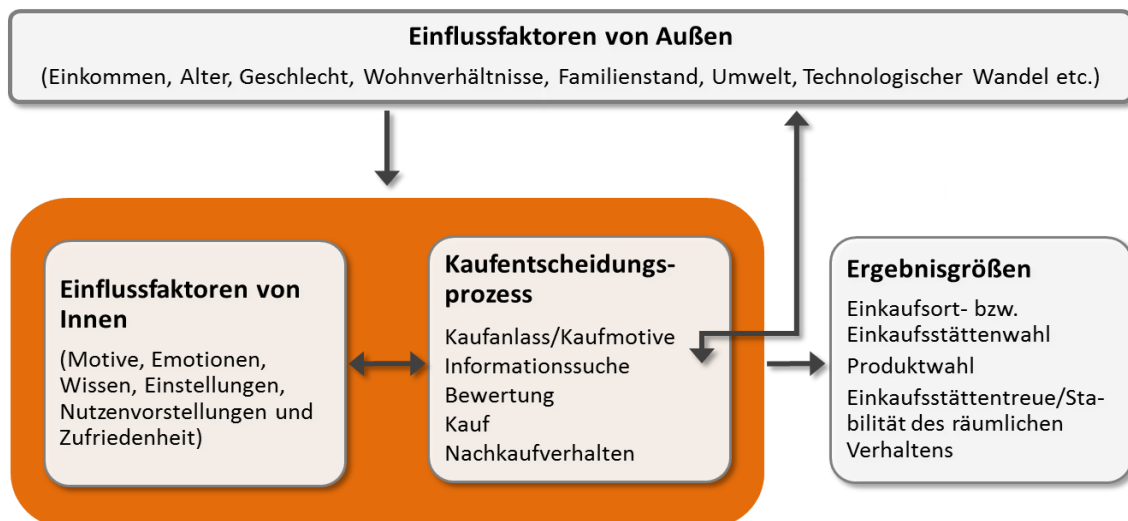 Einflussfaktoren von Außen
(Einkommen, Alter, Geschlecht, Wohnverhältnisse, Familienstand, Umwelt, Technologischer Wandel etc.)
Einflussfaktoren von
Innen
(Motive, Emotionen,
Wissen, Einstellungen,
Nutzenvorstellungen und
Zufriedenheit)
Kaufentscheidungs-
prozess
Kaufanlass/Kaufmotive
Informationssuche
Bewertung
Kauf
Nachkaufverhalten
Ergebnisgrößen
Einkaufsort- bzw.
Einkaufsstättenwahl
Produktwahl
Einkaufsstättentreue/Sta-
bilität des räumlichen
Verhaltens